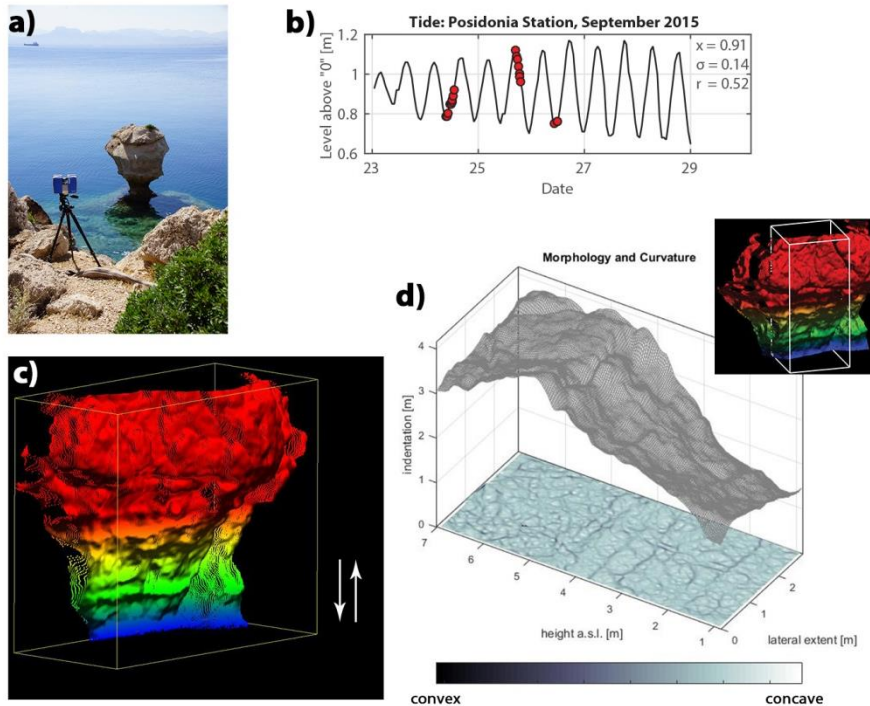 a)
b)
Tide: Posidonia Station, September 2015
Level above "0" [m]
1.2
1
0.8
0.6
x = 0.91
σ = 0.14
r = 0.52
23
25
27
29
Date
c)
d)
Morphology and Curvature
indentation [m]
4
3
2
1
0
7
6
5
4
3
2
1
height a.s.l. [m]
0
1
2
lateral extent [m]
convex
concave